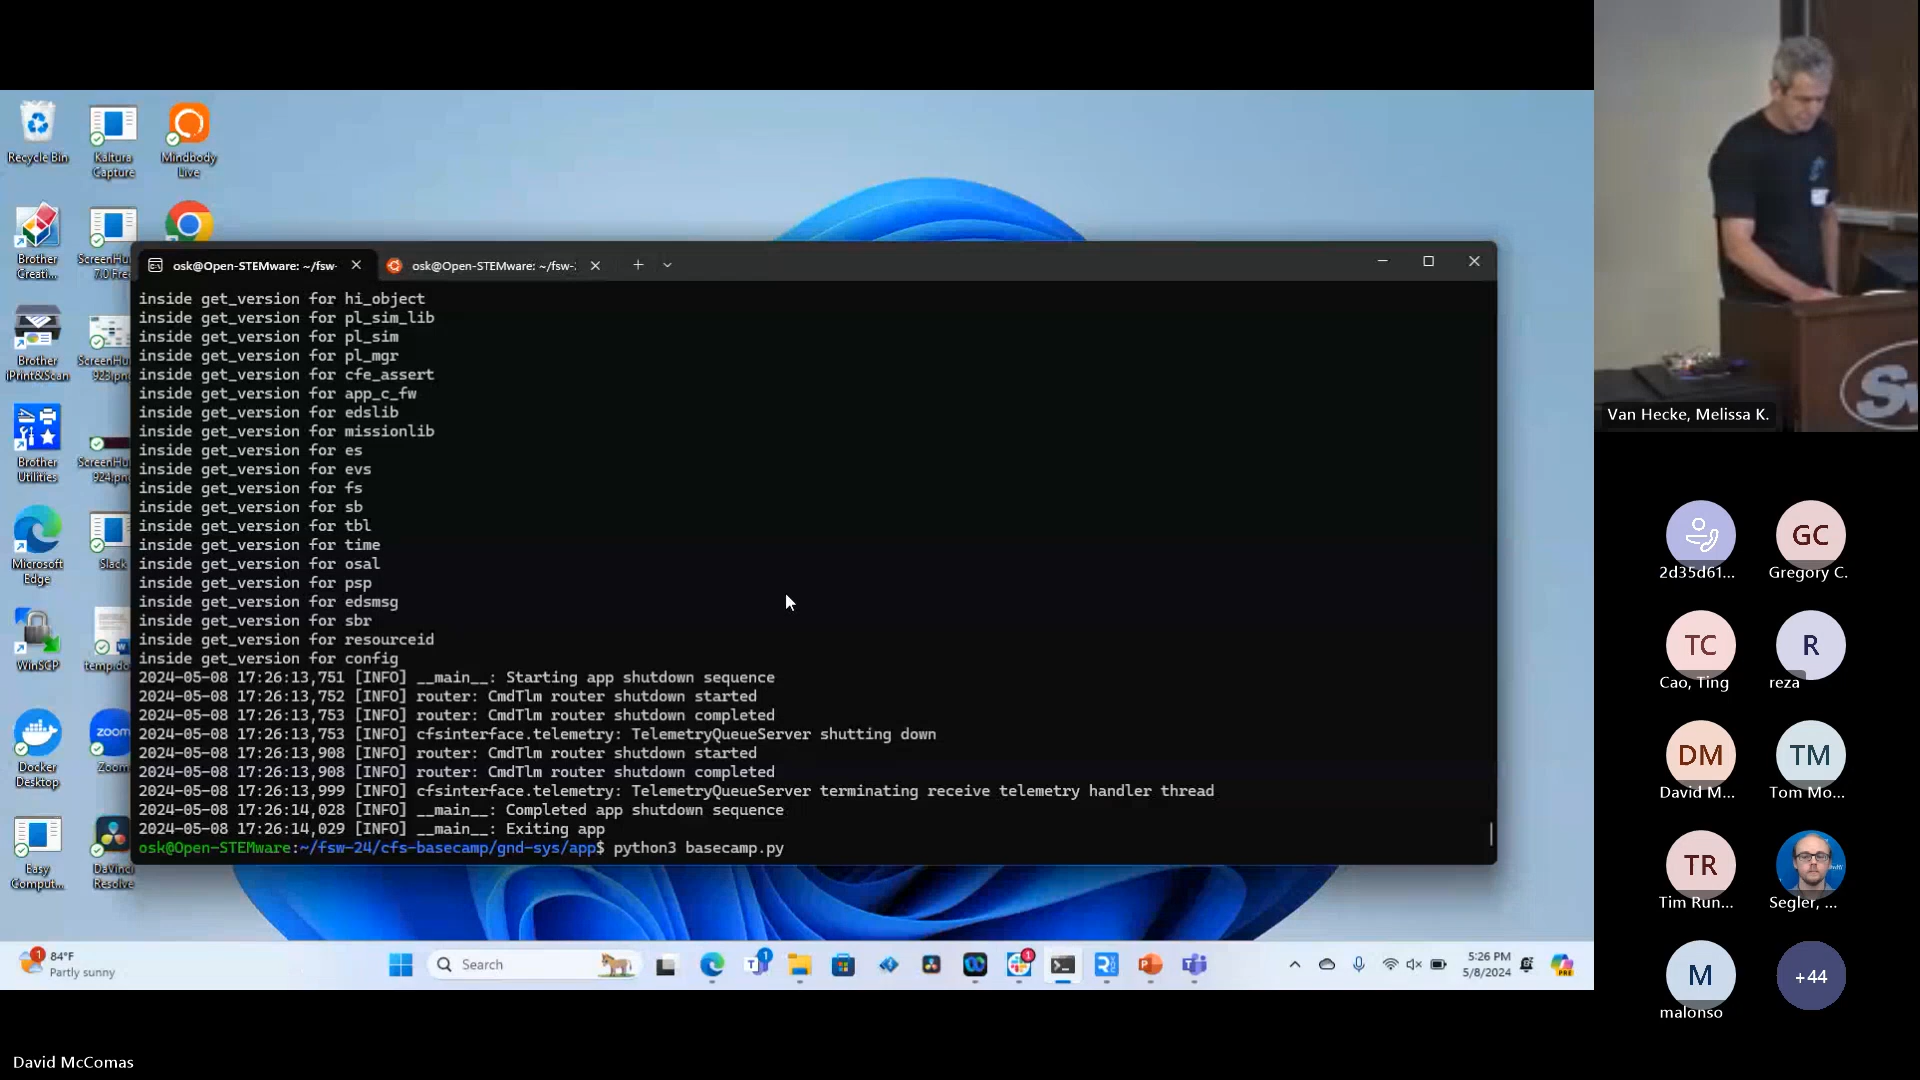 Recycle Bin
Kaltura
Capture
Mindbody
Live
Brother
Creati...
ScreenHu...
7.0 Free
Brother
iPrint&Scan
ScreenHu...
Brother
Utilities
ScreenHu...
Microsoft
Edge
Slack
WinSCP
temp.do...
Docker
Desktop
Zoom
zoom
Easy
Comput...
DaVinci
Resolve
osk@Open-STEMware: ~/fsw-
osk@Open-STEMware: ~/fsw-
inside get_version for hi_object
inside get_version for pl_sim_lib
inside get_version for pl_sim
inside get_version for pl_mgr
inside get_version for cfe_assert
inside get_version for app_c_fw
inside get_version for edslib
inside get_version for missionlib
inside get_version for es
inside get_version for evs
inside get_version for fs
inside get_version for sb
inside get_version for tbl
inside get_version for time
inside get_version for osal
inside get_version for psp
inside get_version for edsmsg
inside get_version for sbr
inside get_version for resourceid
inside get_version for config
2024-05-08 17:26:13,751 [INFO] __main__: Starting app shutdown sequence
2024-05-08 17:26:13,752 [INFO] router: CmdTlm router shutdown started
2024-05-08 17:26:13,753 [INFO] router: CmdTlm router shutdown completed
2024-05-08 17:26:13,753 [INFO] cfsinterface.telemetry: TelemetryQueueServer shutting down
2024-05-08 17:26:13,908 [INFO] router: CmdTlm router shutdown started
2024-05-08 17:26:13,908 [INFO] router: CmdTlm router shutdown completed
2024-05-08 17:26:13,999 [INFO] cfsinterface.telemetry: TelemetryQueueServer terminating receive telemetry handler thread
2024-05-08 17:26:14,028 [INFO] __main__: Completed app shutdown sequence
2024-05-08 17:26:14,029 [INFO] __main__: Exiting app
osk@Open-STEMware:~/fsw-24/cfs-basecamp/gnd-sys/app$ python3 basecamp.py
1
84°F
Partly sunny
Search
1
1
5:26 PM
5/8/2024
PRE
Van Hecke, Melissa K.
2d35d61...
GC
Gregory C.
TC
Cao, Ting
R
reza
DM
David M...
TM
Tom Mo...
TR
Tim Run...
Segler, ...
M
malonso
+44
David McComas